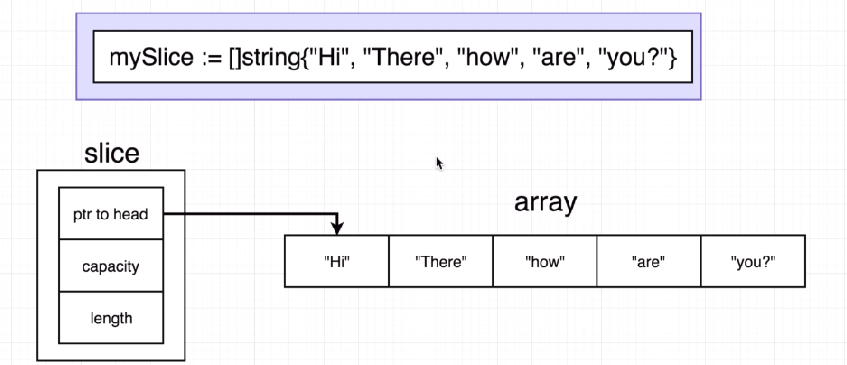 mySlice := []string{"Hi", "There", "how", "are", "you?"}
slice
ptr to head
capacity
length
array
"Hi" "There" "how" "are" "you?"